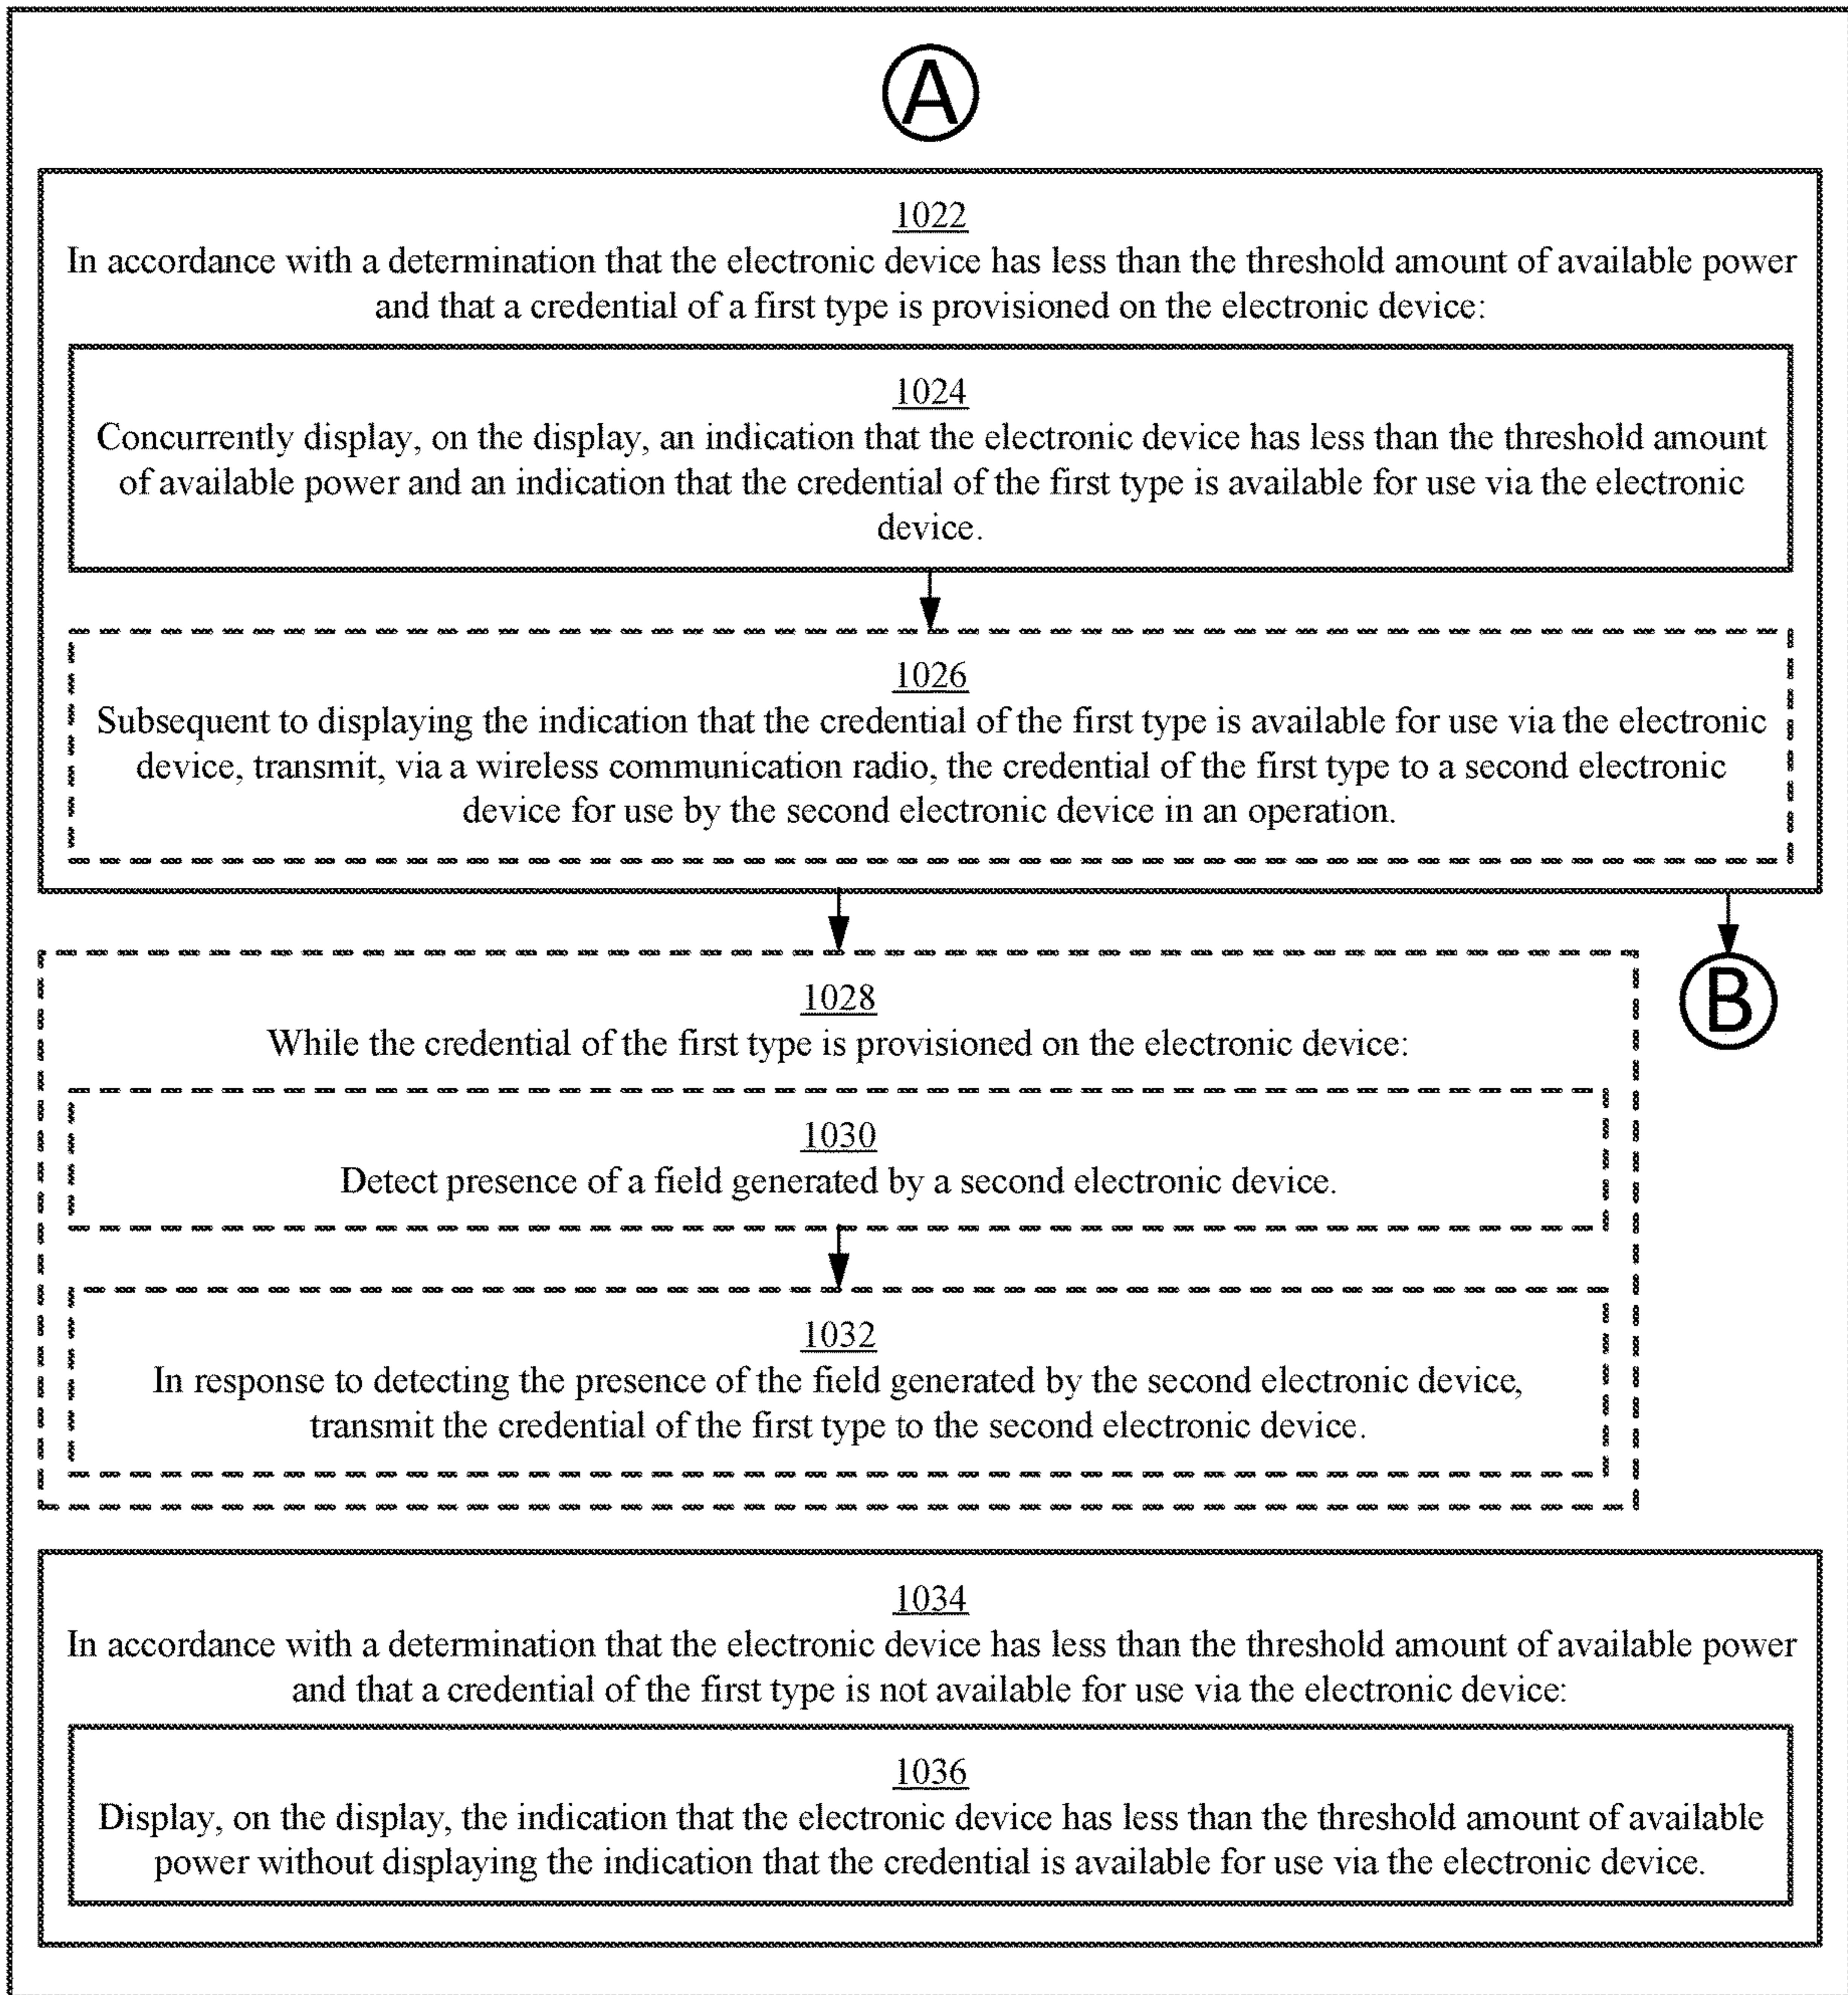 A
1022
In accordance with a determination that the electronic device has less than the threshold amount of available power
and that a credential of a first type is provisioned on the electronic device:
1024
Concurrently display, on the display, an indication that the electronic device has less than the threshold amount
of available power and an indication that the credential of the first type is available for use via the electronic
device.
1026
Subsequent to displaying the indication that the credential of the first type is available for use via the electronic
device, transmit, via a wireless communication radio, the credential of the first type to a second electronic
device for use by the second electronic device in an operation.
B
1028
While the credential of the first type is provisioned on the electronic device:
1030
Detect presence of a field generated by a second electronic device.
1032
In response to detecting the presence of the field generated by the second electronic device,
transmit the credential of the first type to the second electronic device.
1034
In accordance with a determination that the electronic device has less than the threshold amount of available power
and that a credential of the first type is not available for use via the electronic device:
1036
Display, on the display, the indication that the electronic device has less than the threshold amount of available
power without displaying the indication that the credential is available for use via the electronic device.